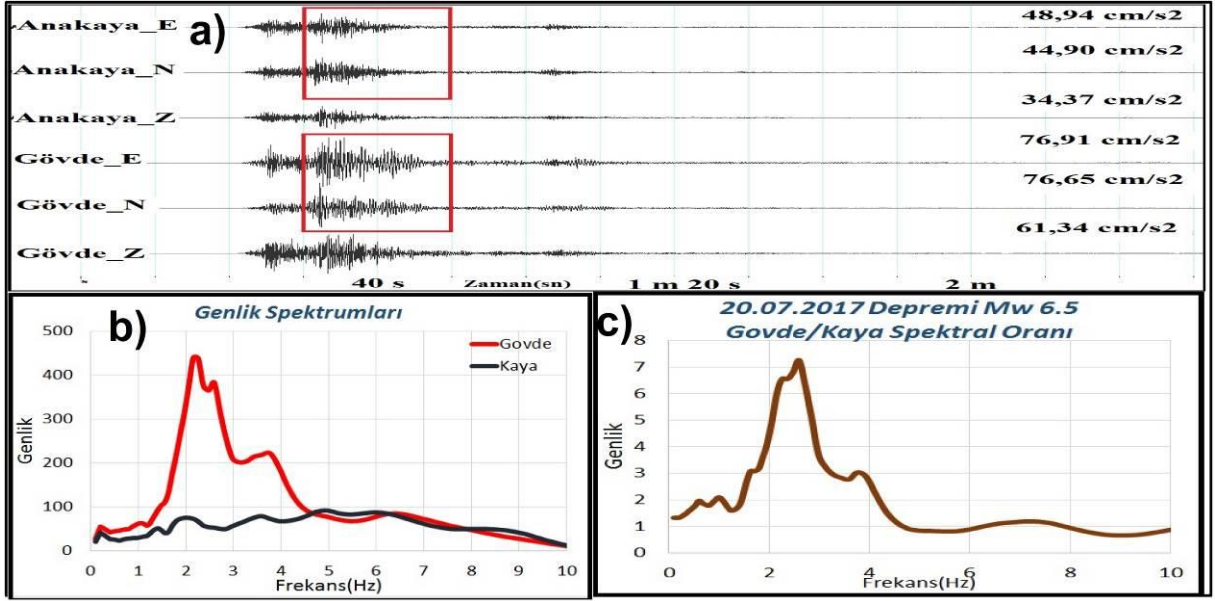 a)
Anakaya_E 48,94 cm/s2
Anakaya_N 44,90 cm/s2
Anakaya_Z 34,37 cm/s2
Gövde_E 76,91 cm/s2
Gövde_N 76,65 cm/s2
Gövde_Z 61,34 cm/s2
40 s Zaman(sn) 1 m 20 s 2 m
b)
Genlik Spektrumları
Govde
Kaya
Genlik
500
400
300
200
100
0
0 1 2 3 4 5 6 7 8 9 10
Frekans(Hz)
c)
20.07.2017 Depremi Mw 6.5
Govde/Kaya Spektral Oranı
Genlik
8
7
6
5
4
3
2
1
0
0 2 4 6 8 10
Frekans(Hz)